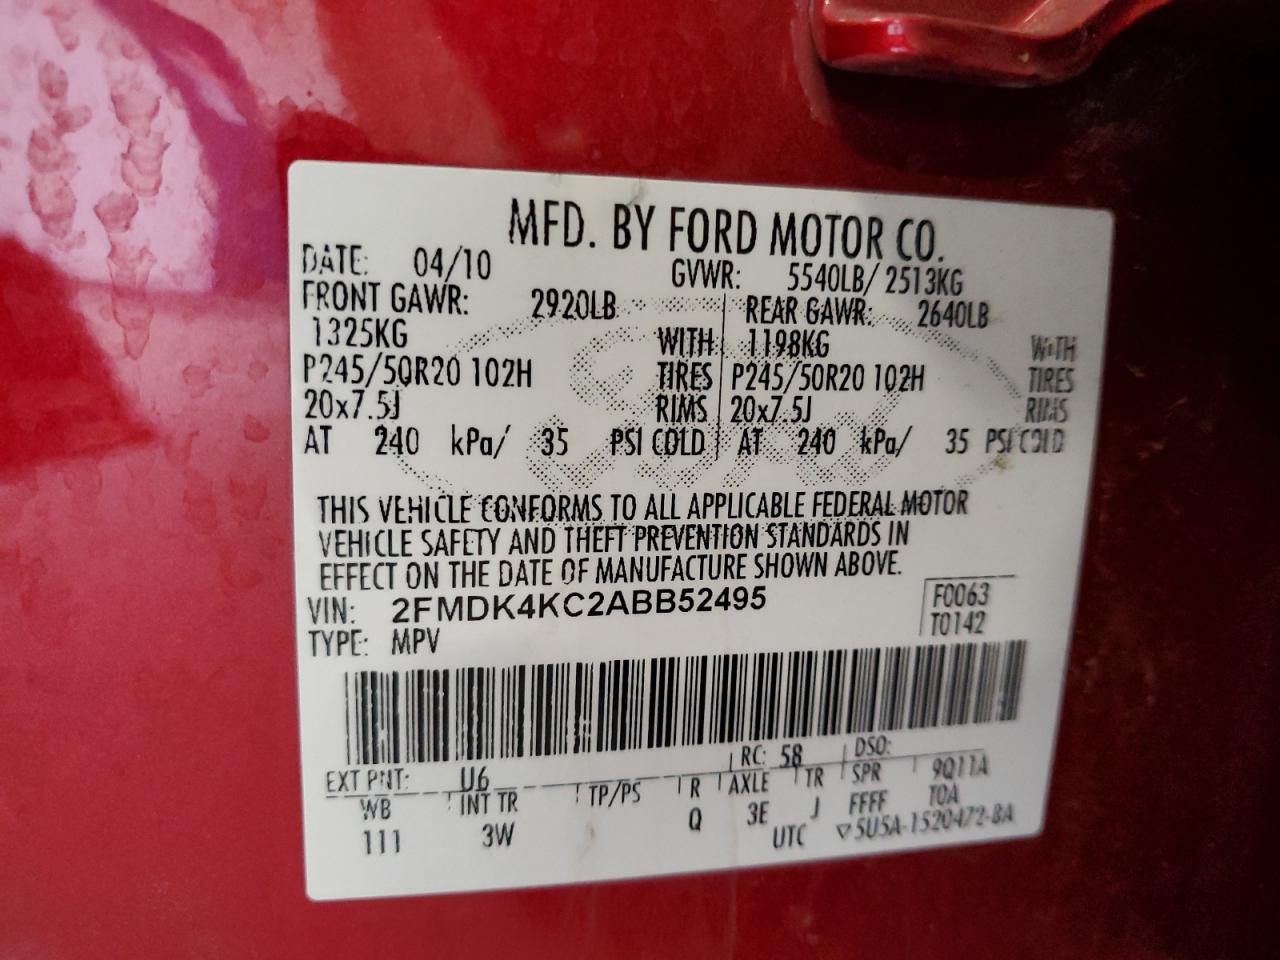 MFD. BY FORD MOTOR CO.
DATE: 04/10 GVWR: 5540LB/ 2513KG
FRONT GAWR: 2920LB REAR GAWR: 2640LB
1325KG WITH 1198KG WITH
P245/50R20 102H TIRES P245/50R20 102H TIRES
20x7.5J RIMS 20x7.5J RIMS
AT 240 kPa/ 35 PSI COLD AT 240 kPa/ 35 PSI COLD
THIS VEHICLE CONFORMS TO ALL APPLICABLE FEDERAL MOTOR
VEHICLE SAFETY AND THEFT PREVENTION STANDARDS IN
EFFECT ON THE DATE OF MANUFACTURE SHOWN ABOVE.
VIN: 2FMDK4KC2ABB52495 F0063
TYPE: MPV T0142
EXT PNT: U6 RC: 58 DSO:
WB INT TR TP/PS R AXLE TR SPR 9Q11A
111 3W Q 3E J FFFF TOA
UTC ▽5U5A-1520472-BA